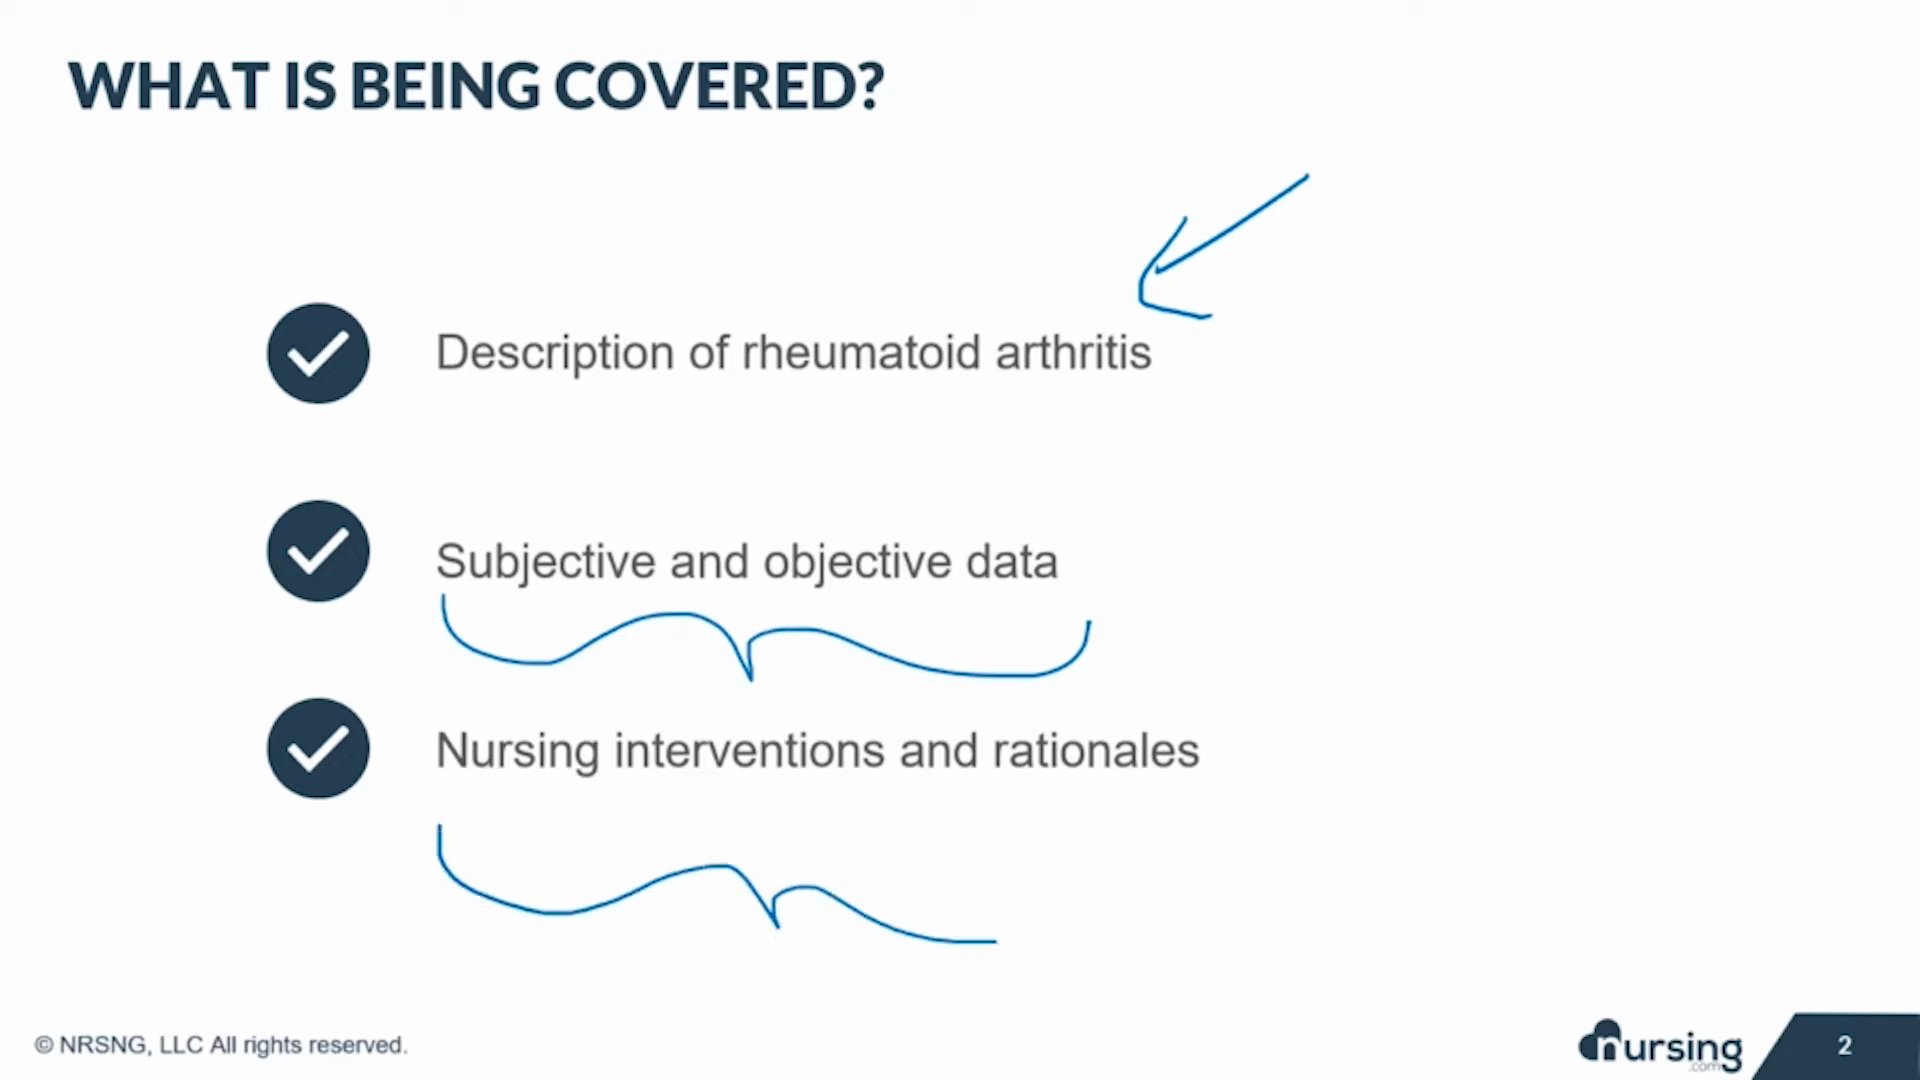 WHAT IS BEING COVERED?
Description of rheumatoid arthritis
Subjective and objective data
Nursing interventions and rationales
© NRSNG, LLC All rights reserved.
nursing
.com
2